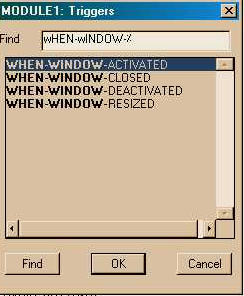 MODULE1: Triggers
Find wHEN-wINDOW-%
WHEN-WINDOW-ACTIVATED
WHEN-WINDOW-CLOSED
WHEN-WINDOW-DEACTIVATED
WHEN-WINDOW-RESIZED
Find OK Cancel